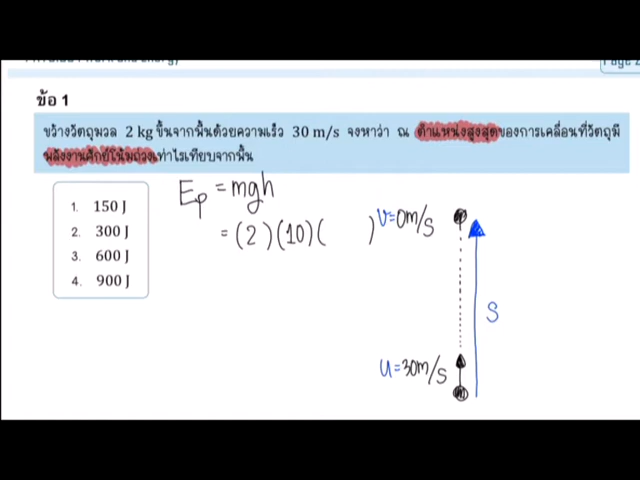 Page 2
ข้อ 1
ขว้างวัตถุมวล 2 kg ขึ้นจากพื้นด้วยความเร็ว 30 m/s จงหาว่า ณ ตำแหน่งสูงสุดของการเคลื่อนที่วัตถุมี
พลังงานศักย์โน้มถ่วงเท่าไรเทียบจากพื้น
1. 150 J
2. 300 J
3. 600 J
4. 900 J
Ep = mgh
= (2)(10)( )
v=0m/s
s
u=30m/s